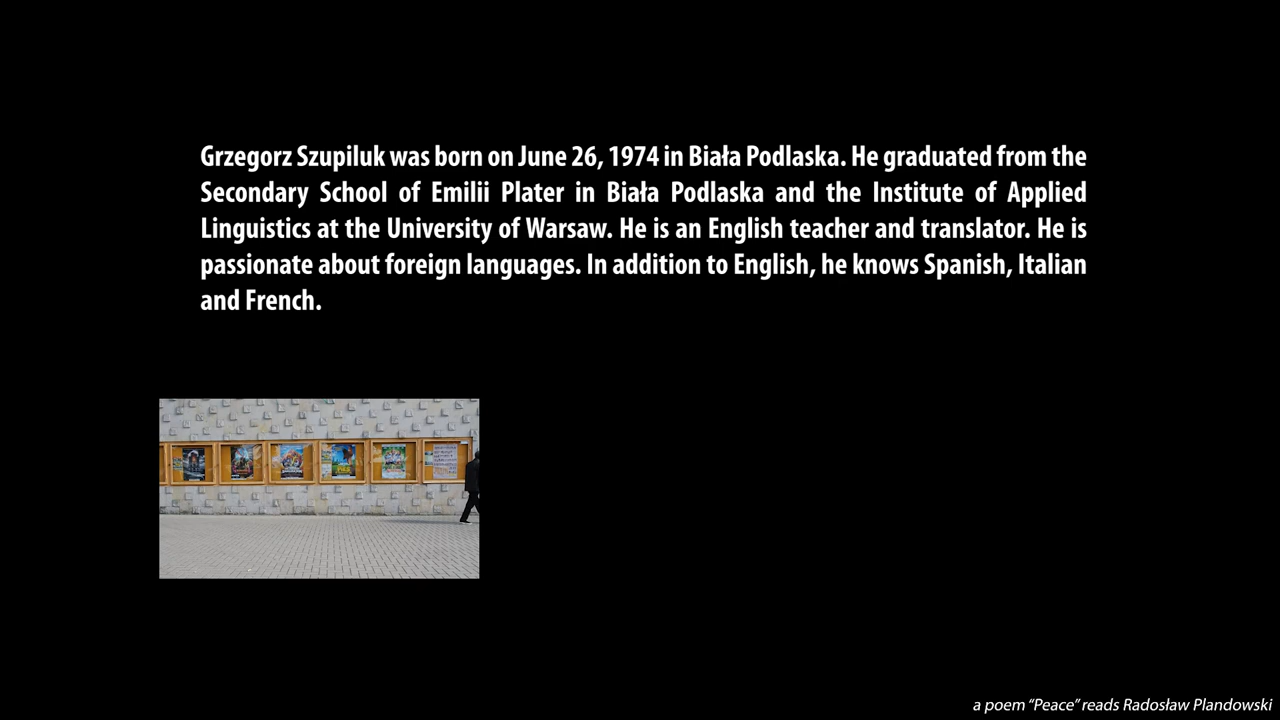 Grzegorz Szupiluk was born on June 26, 1974 in Biała Podlaska. He graduated from the
Secondary School of Emilii Plater in Biała Podlaska and the Institute of Applied
Linguistics at the University of Warsaw. He is an English teacher and translator. He is
passionate about foreign languages. In addition to English, he knows Spanish, Italian
and French.
a poem “Peace” reads Radosław Plandowski